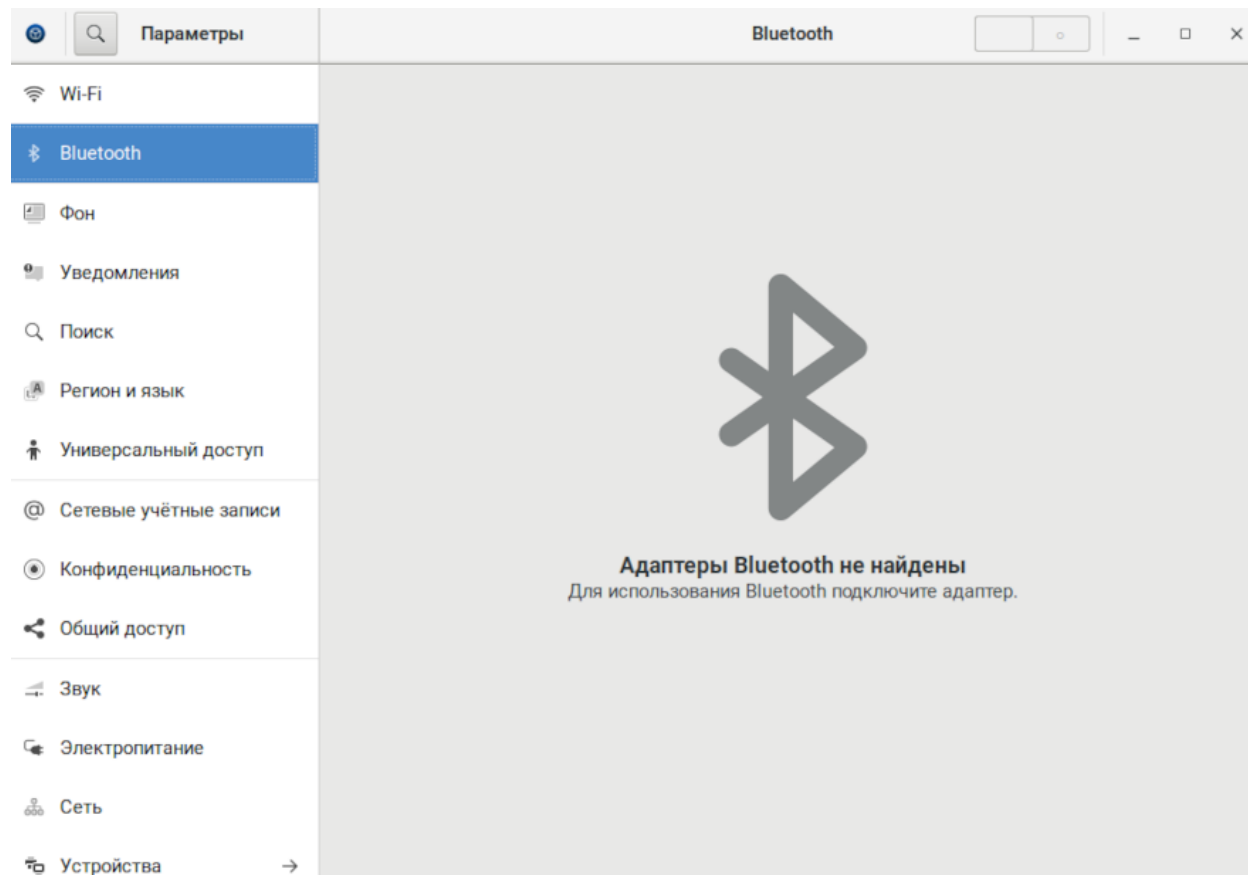 Параметры
Bluetooth
Wi-Fi
Bluetooth
Фон
Уведомления
Поиск
Регион и язык
Универсальный доступ
Сетевые учётные записи
Конфиденциальность
Общий доступ
Звук
Электропитание
Сеть
Устройства
Адаптеры Bluetooth не найдены
Для использования Bluetooth подключите адаптер.